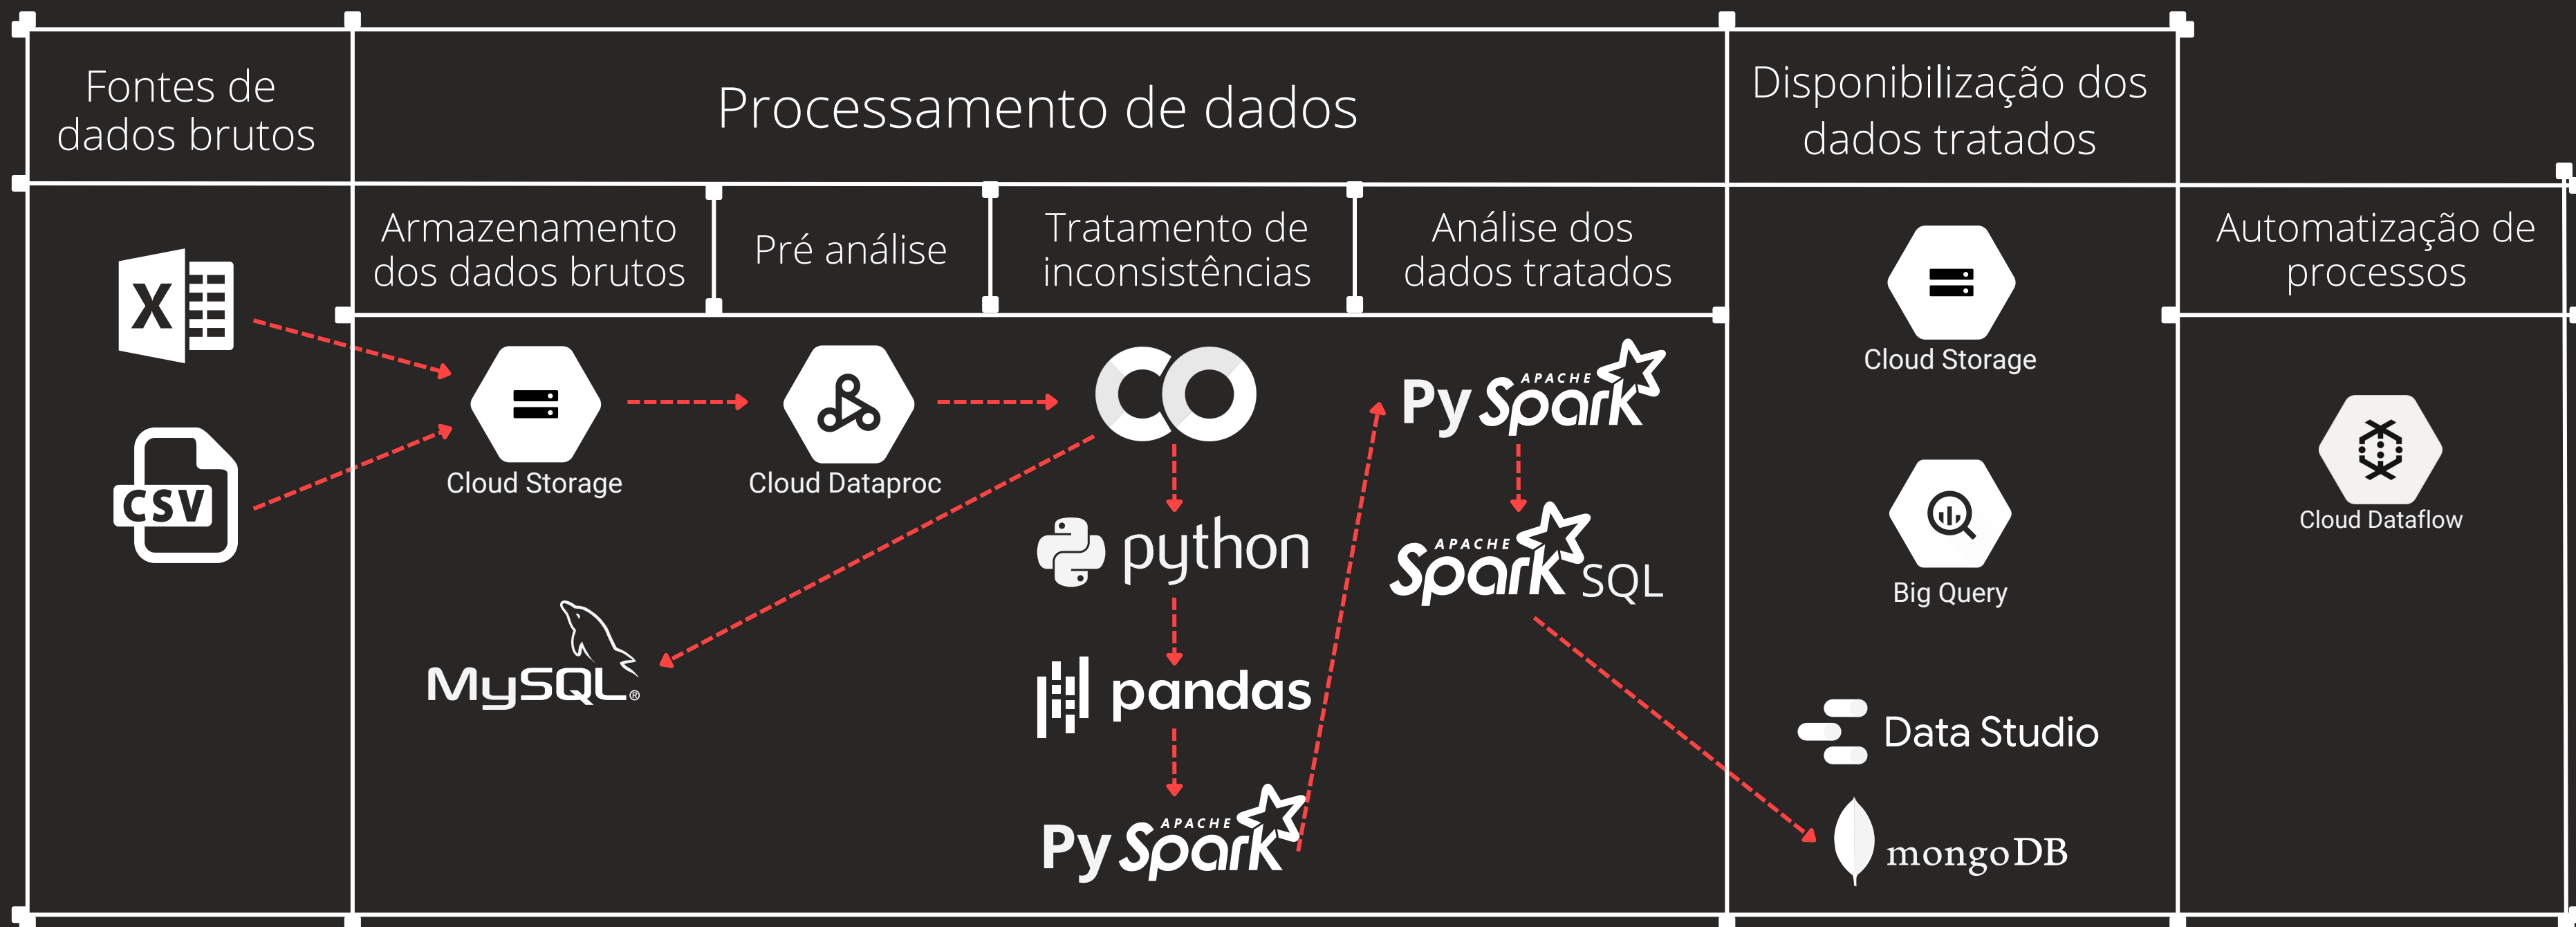 Fontes de
dados brutos
Processamento de dados
Disponibilização dos
dados tratados
Armazenamento
dos dados brutos
Pré análise
Tratamento de
inconsistências
Análise dos
dados tratados
Automatização de
processos
X
CSV
Cloud Storage
MySQL®
Cloud Dataproc
python
pandas
Py APACHE Spark
Py APACHE Spark
APACHE Spark SQL
Cloud Storage
Big Query
Data Studio
mongoDB
Cloud Dataflow